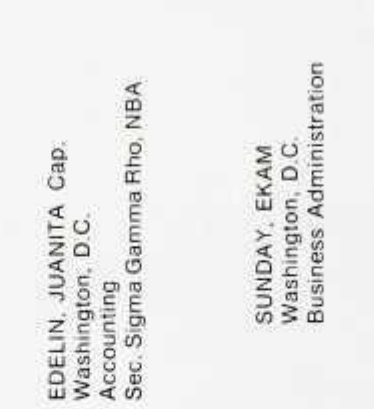 EDELIN, JUANITA Cap.
Washington, D.C.
Accounting
Sec. Sigma Gamma Rho, NBA
SUNDAY, EKAM
Washington, D.C.
Business Administration